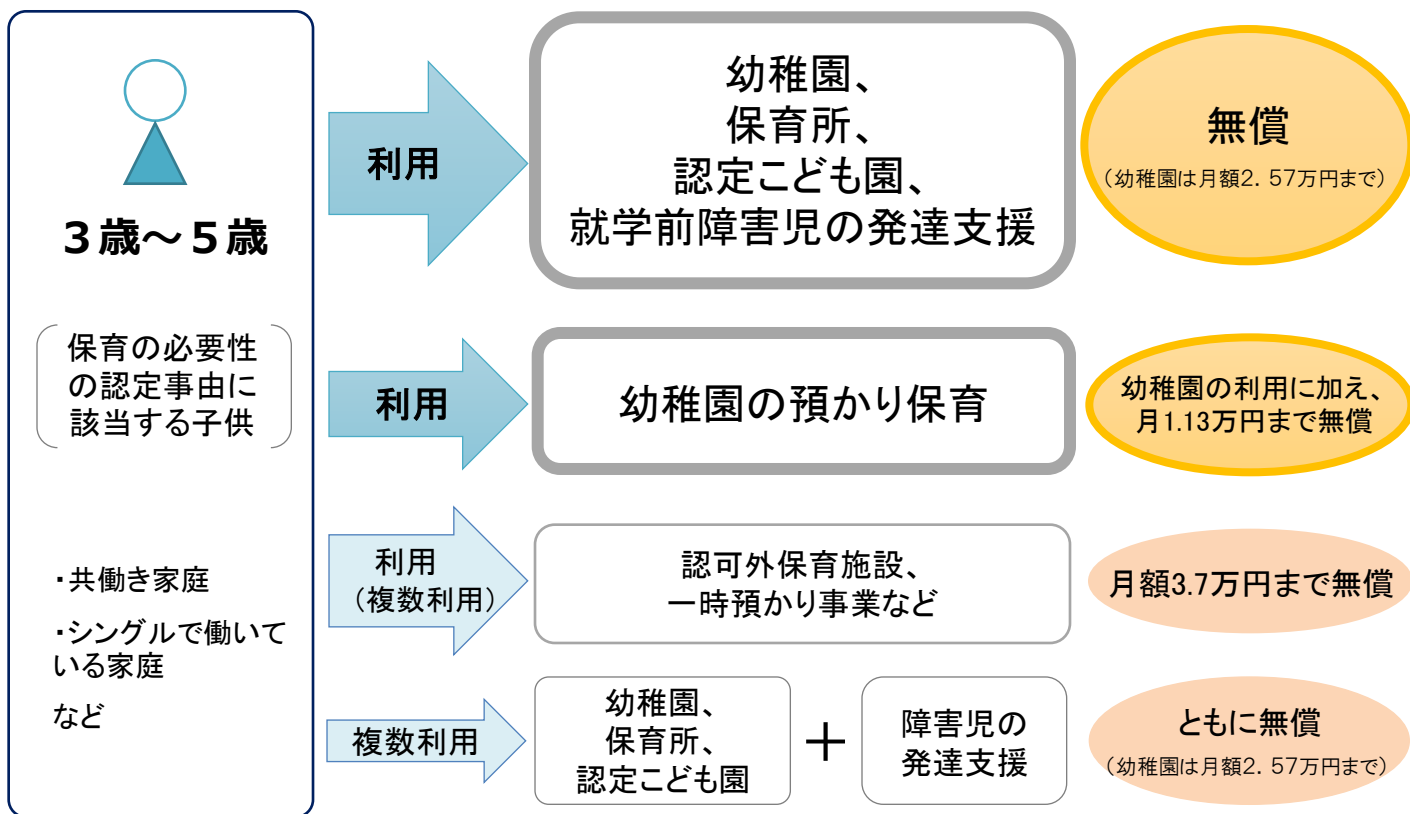 3歳～5歳
保育の必要性
の認定事由に
該当する子供
・共働き家庭
・シングルで働いて
いる家庭
など
利用
幼稚園、
保育所、
認定こども園、
就学前障害児の発達支援
無償
（幼稚園は月額2．57万円まで）
利用
幼稚園の預かり保育
幼稚園の利用に加え、
月1.13万円まで無償
利用
（複数利用）
認可外保育施設、
一時預かり事業など
月額3.7万円まで無償
複数利用
幼稚園、
保育所、
認定こども園
＋
障害児の
発達支援
ともに無償
（幼稚園は月額2．57万円まで）